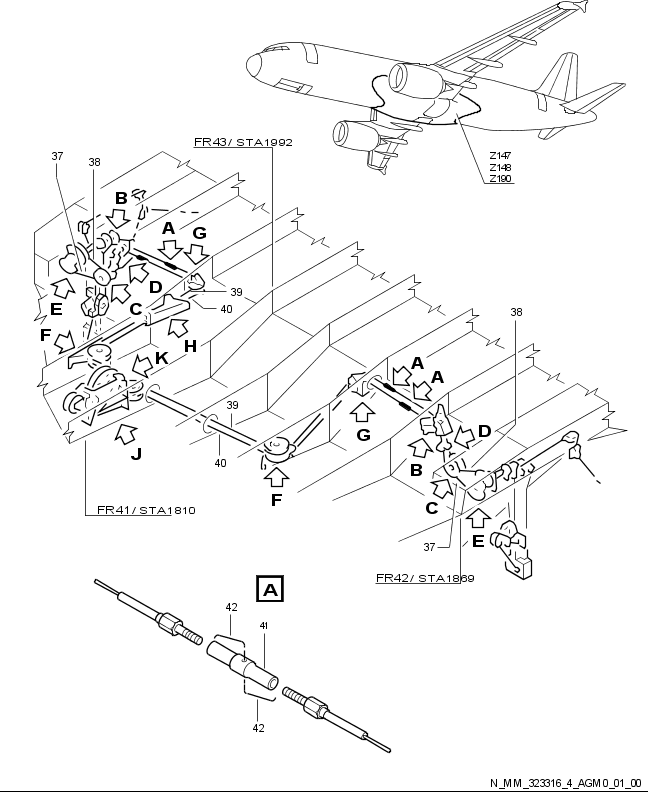 Z147
Z148
Z190
FR43/ STA1992
37
38
B
A
G
E
D
C
39
40
F
H
K
38
A
A
39
J
40
G
D
B
F
C
E
FR41/ STA1810
37
FR42/ STA1869
A
42
41
42
N_MM_323316_4_AGM0_01_00